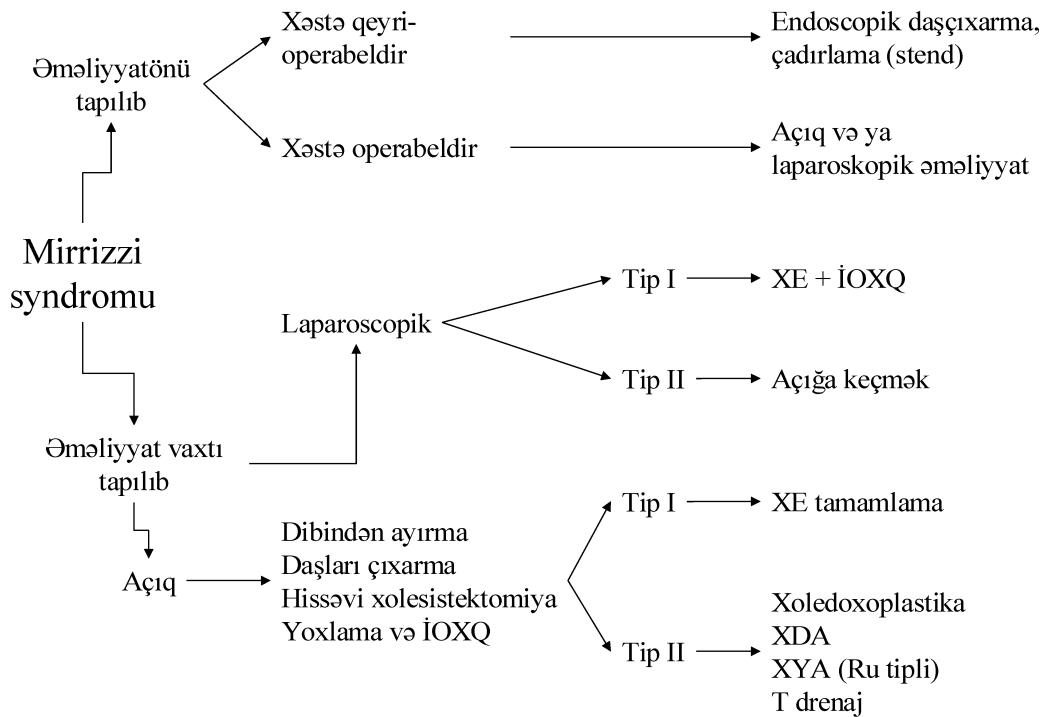 Mirrizzi
syndromu
Əməliyyatönü
tapılıb
Xəstə qeyri-
operabeldir
Endoscopik daşçıxarma,
çadırlama (stend)
Xəstə operabeldir
Açıq və ya
laparoskopik əməliyyat
Əməliyyat vaxtı
tapılıb
Laparoscopik
Tip I
XE + İOXQ
Tip II
Açığa keçmək
Açıq
Dibindən ayırma
Daşları çıxarma
Hissəvi xolesistektomiya
Yoxlama və İOXQ
Tip I
XE tamamlama
Tip II
Xoledoxoplastika
XDA
XYA (Ru tipli)
T drenaj